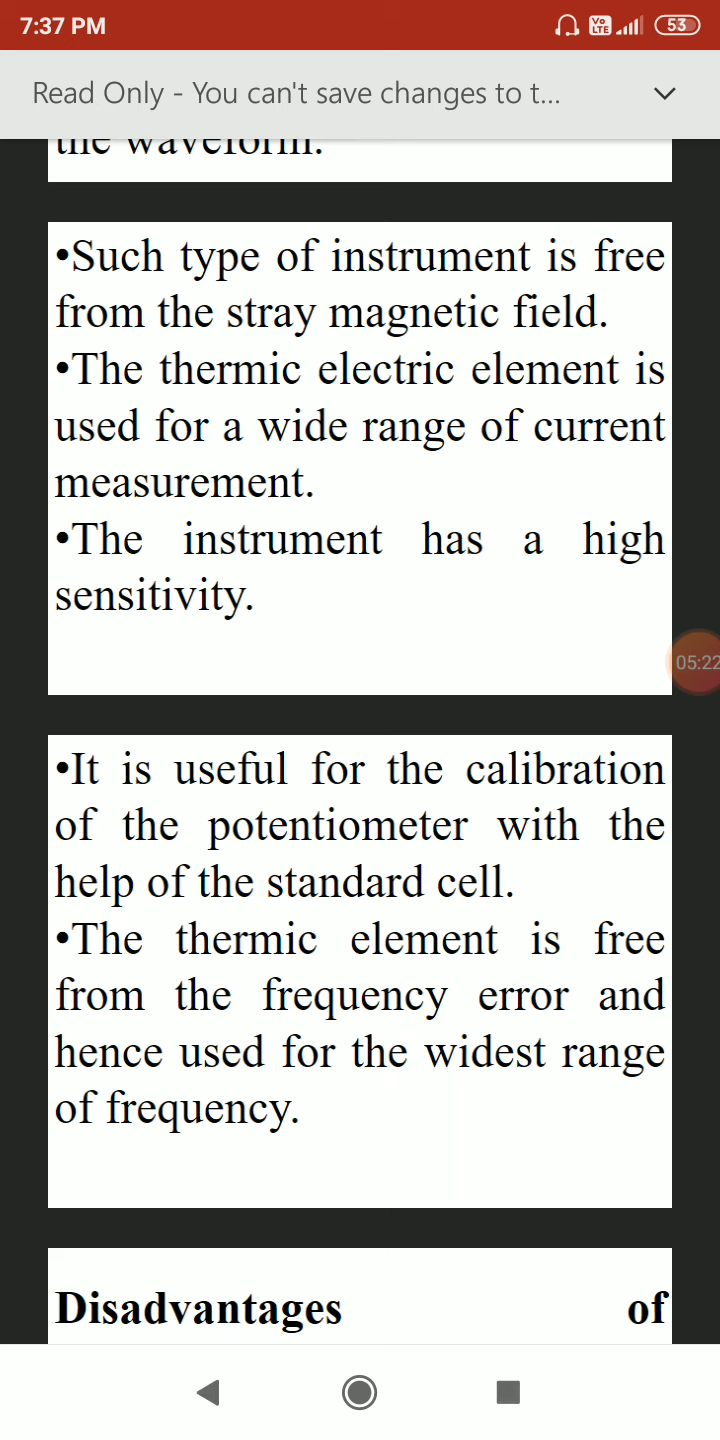 7:37 PM
Vo
LTE
53
Read Only - You can't save changes to t...
the waveform.
•Such type of instrument is free
from the stray magnetic field.
•The thermic electric element is
used for a wide range of current
measurement.
•The instrument has a high
sensitivity.
05:22
•It is useful for the calibration
of the potentiometer with the
help of the standard cell.
•The thermic element is free
from the frequency error and
hence used for the widest range
of frequency.
Disadvantages of